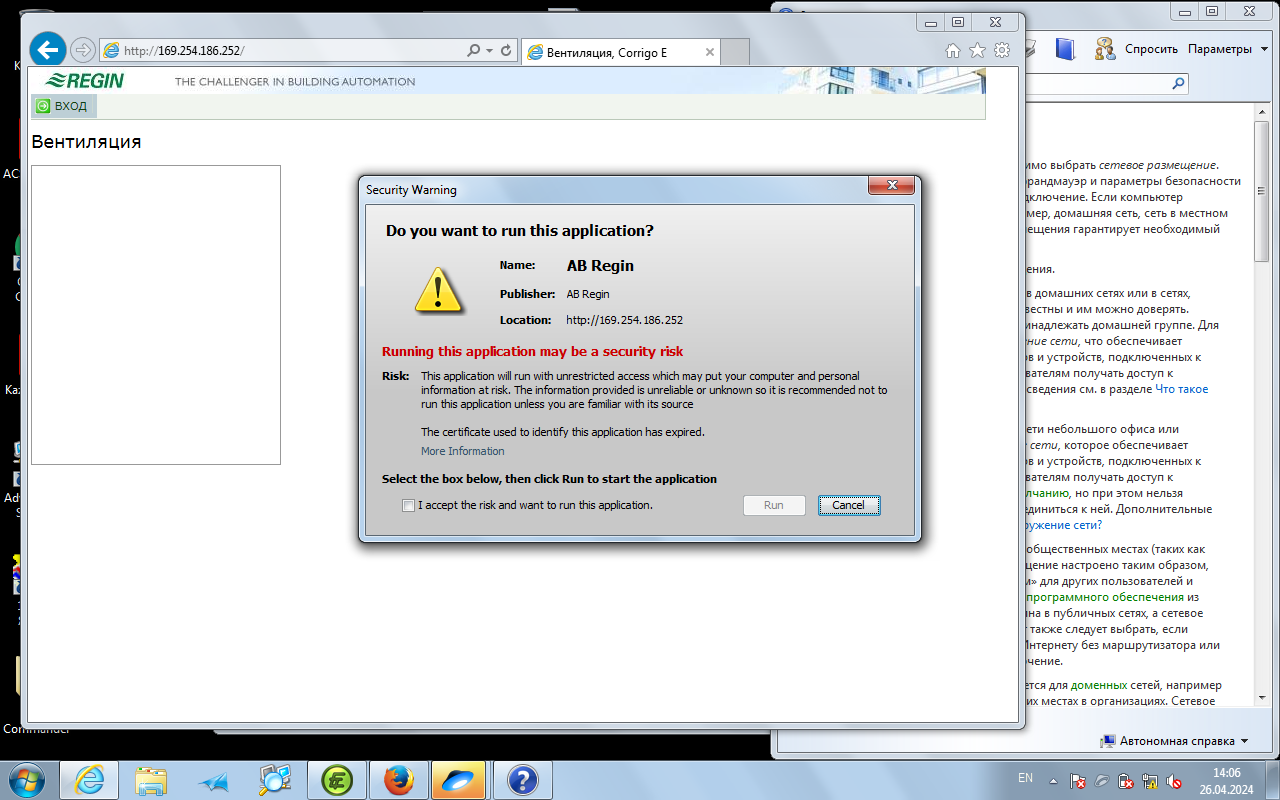 http://169.254.186.252/
Вентиляция, Corrigo E
REGIN
THE CHALLENGER IN BUILDING AUTOMATION
ВХОД
Вентиляция
Security Warning
Do you want to run this application?
Name: AB Regin
Publisher: AB Regin
Location: http://169.254.186.252
Running this application may be a security risk
Risk: This application will run with unrestricted access which may put your computer and personal
information at risk. The information provided is unreliable or unknown so it is recommended not to
run this application unless you are familiar with its source
The certificate used to identify this application has expired.
More Information
Select the box below, then click Run to start the application
I accept the risk and want to run this application.
Run
Cancel
Спросить Параметры
имо выбрать сетевое размещение.
рандмауэр и параметры безопасности
дключение. Если компьютер
мер, домашняя сеть, сеть в местном
мещения гарантирует необходимый
ения.
в домашних сетях или в сетях,
вестны и им можно доверять.
инадлежать домашней группе. Для
ние сети, что обеспечивает
ов и устройств, подключенных к
вателям получать доступ к
сведения см. в разделе Что такое
ети небольшого офиса или
е сети, которое обеспечивает
ов и устройств, подключенных к
вателям получать доступ к
лчанию, но при этом нельзя
единиться к ней. Дополнительные
ружение сети?
общественных местах (таких как
щение настроено таким образом,
м» для других пользователей и
программного обеспечения из
на в публичных сетях, а сетевое
также следует выбрать, если
Интернету без маршрутизатора или
чение.
ется для доменных сетей, например
их местах в организациях. Сетевое
Автономная справка
AC
Kaz
Adv
S
Commander
EN
14:06
26.04.2024